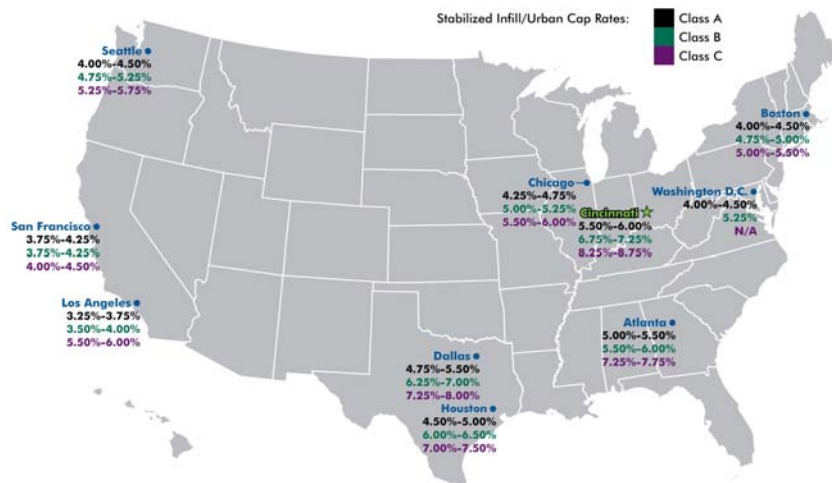 Stabilized Infill/Urban Cap Rates:
Class A
Class B
Class C
Seattle
4.00%-4.50%
4.75%-5.25%
5.25%-5.75%
Boston
4.00%-4.50%
4.75%-5.00%
5.00%-5.50%
Chicago
4.25%-4.75%
5.00%-5.25%
5.50%-6.00%
Cincinnati
5.50%-6.00%
6.75%-7.25%
8.25%-8.75%
Washington D.C.
4.00%-4.50%
5.25%
N/A
San Francisco
3.75%-4.25%
3.75%-4.25%
4.00%-4.50%
Los Angeles
3.25%-3.75%
3.50%-4.00%
5.50%-6.00%
Atlanta
5.00%-5.50%
5.50%-6.00%
7.25%-7.75%
Dallas
4.75%-5.50%
6.25%-7.00%
7.25%-8.00%
Houston
4.50%-5.00%
6.00%-6.50%
7.00%-7.50%